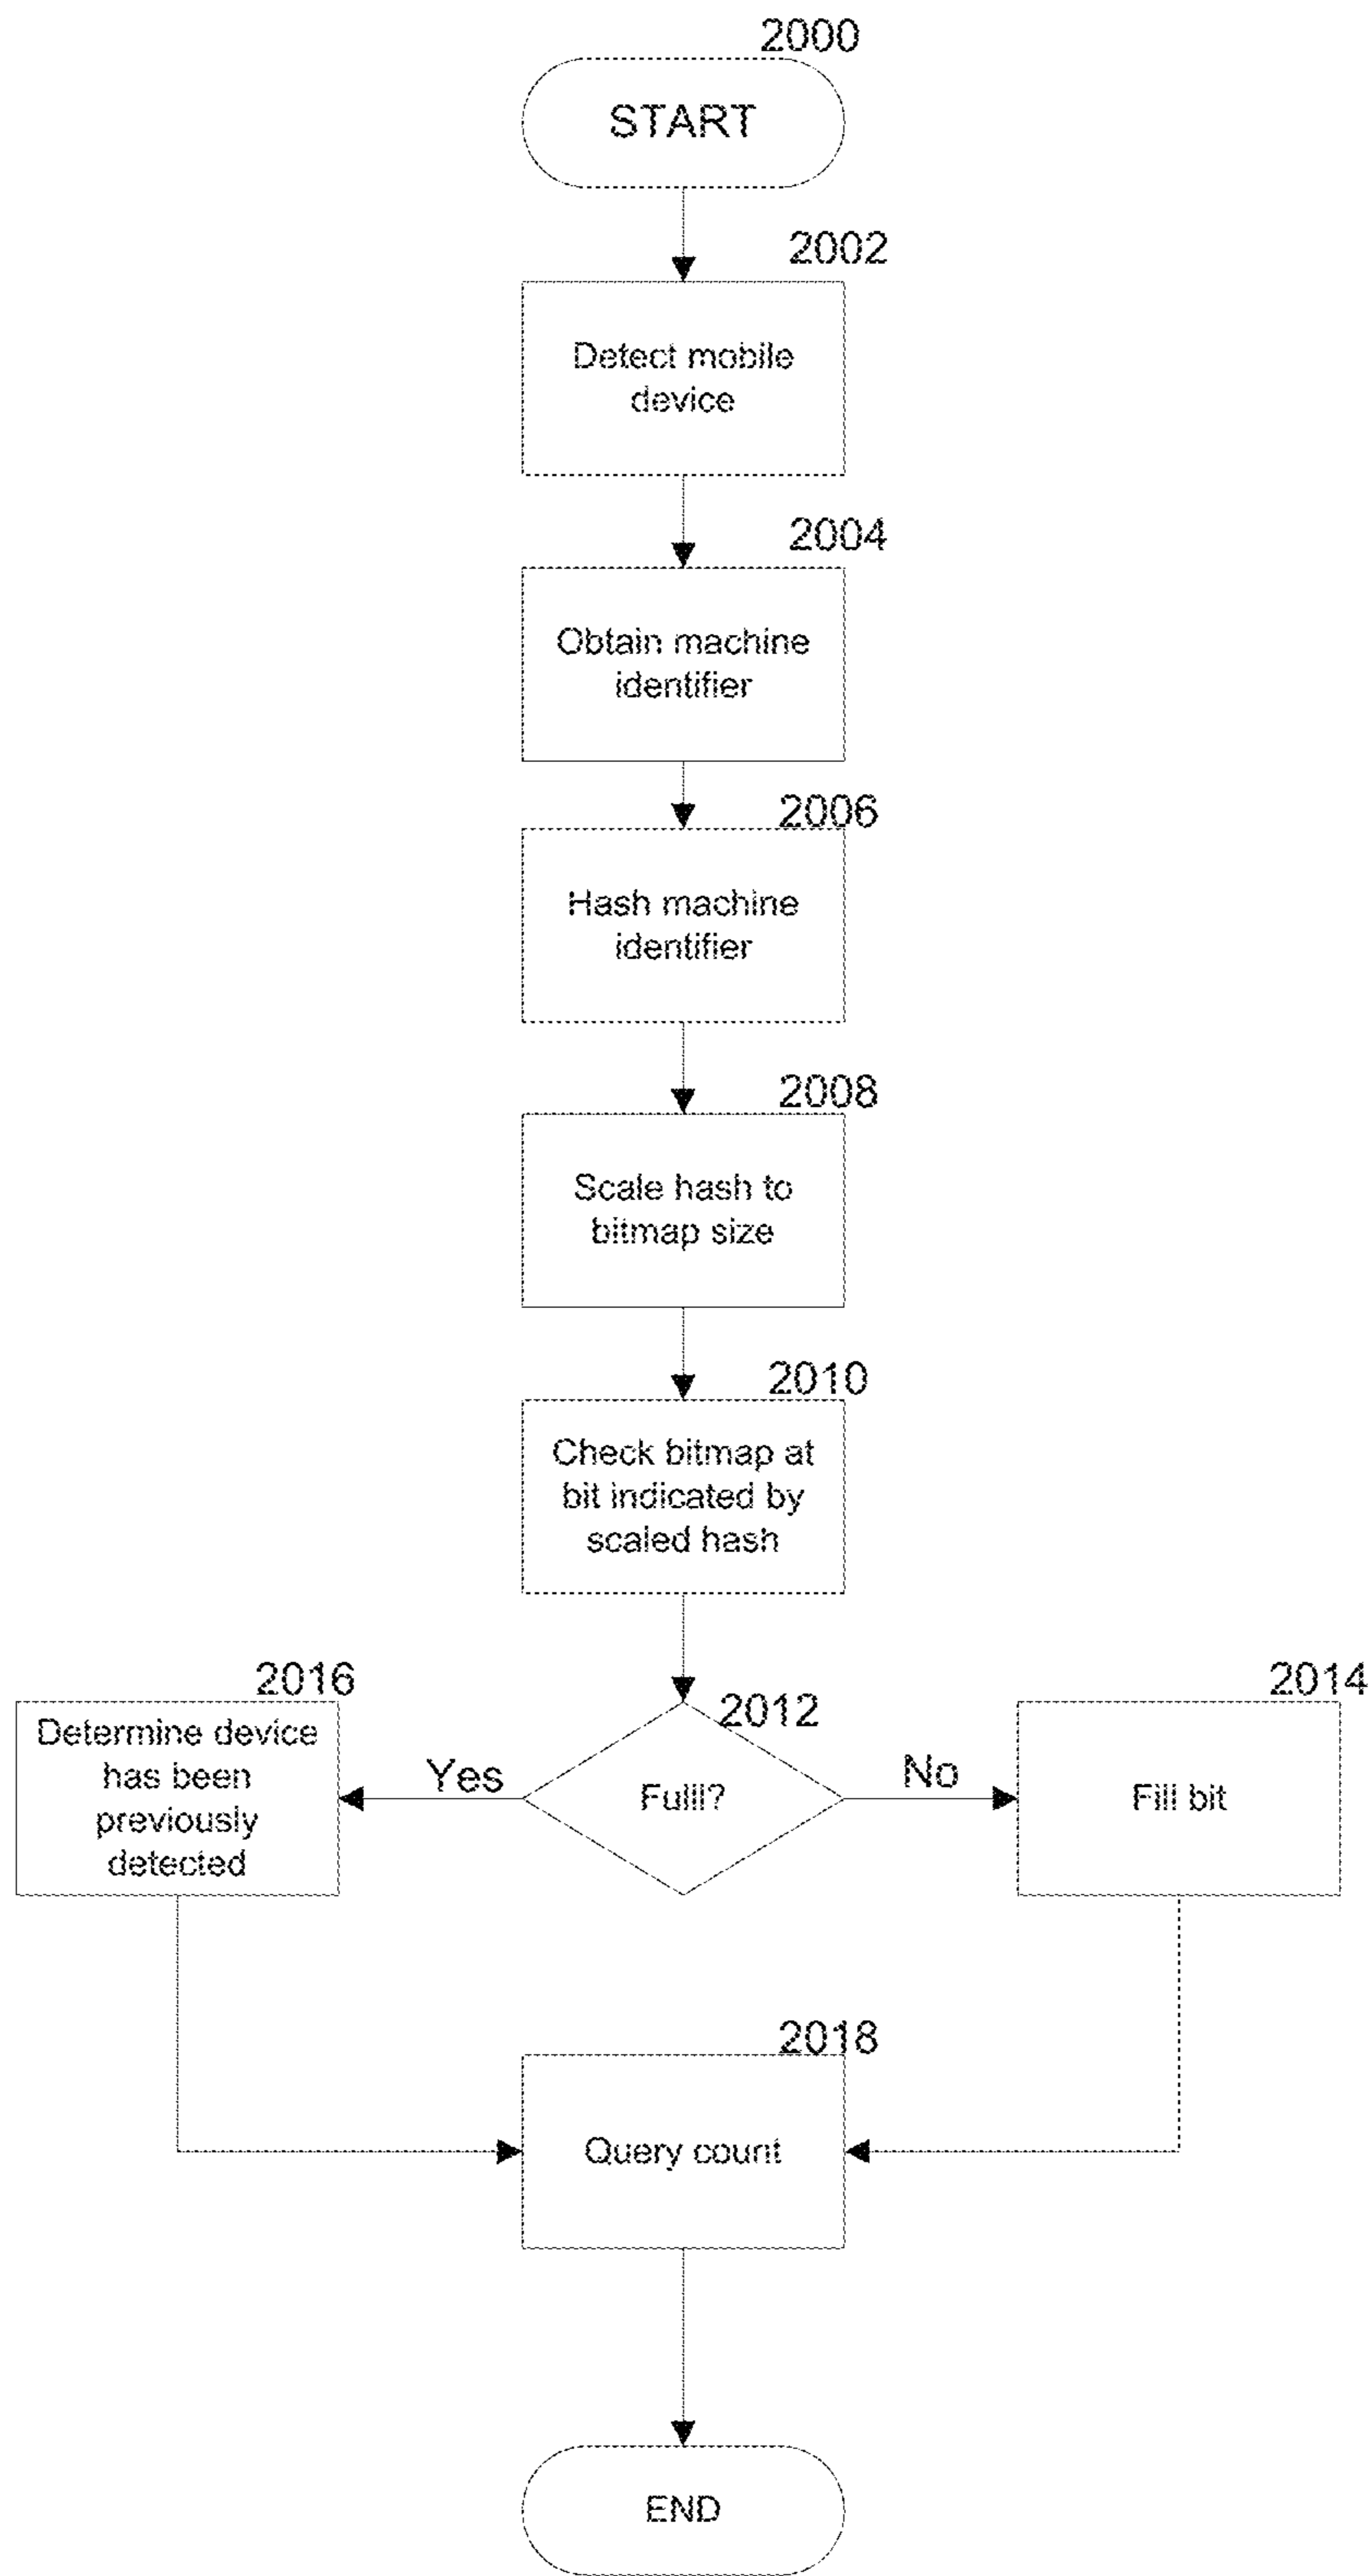 2000
START
2002
Detect mobile
device
2004
Obtain machine
identifier
2006
Hash machine
identifier
2008
Scale hash to
bitmap size
2010
Check bitmap at
bit indicated by
scaled hash
2016
Determine device
has been
previously
detected
Yes
2012
Fulll?
No
2014
Fill bit
2018
Query count
END